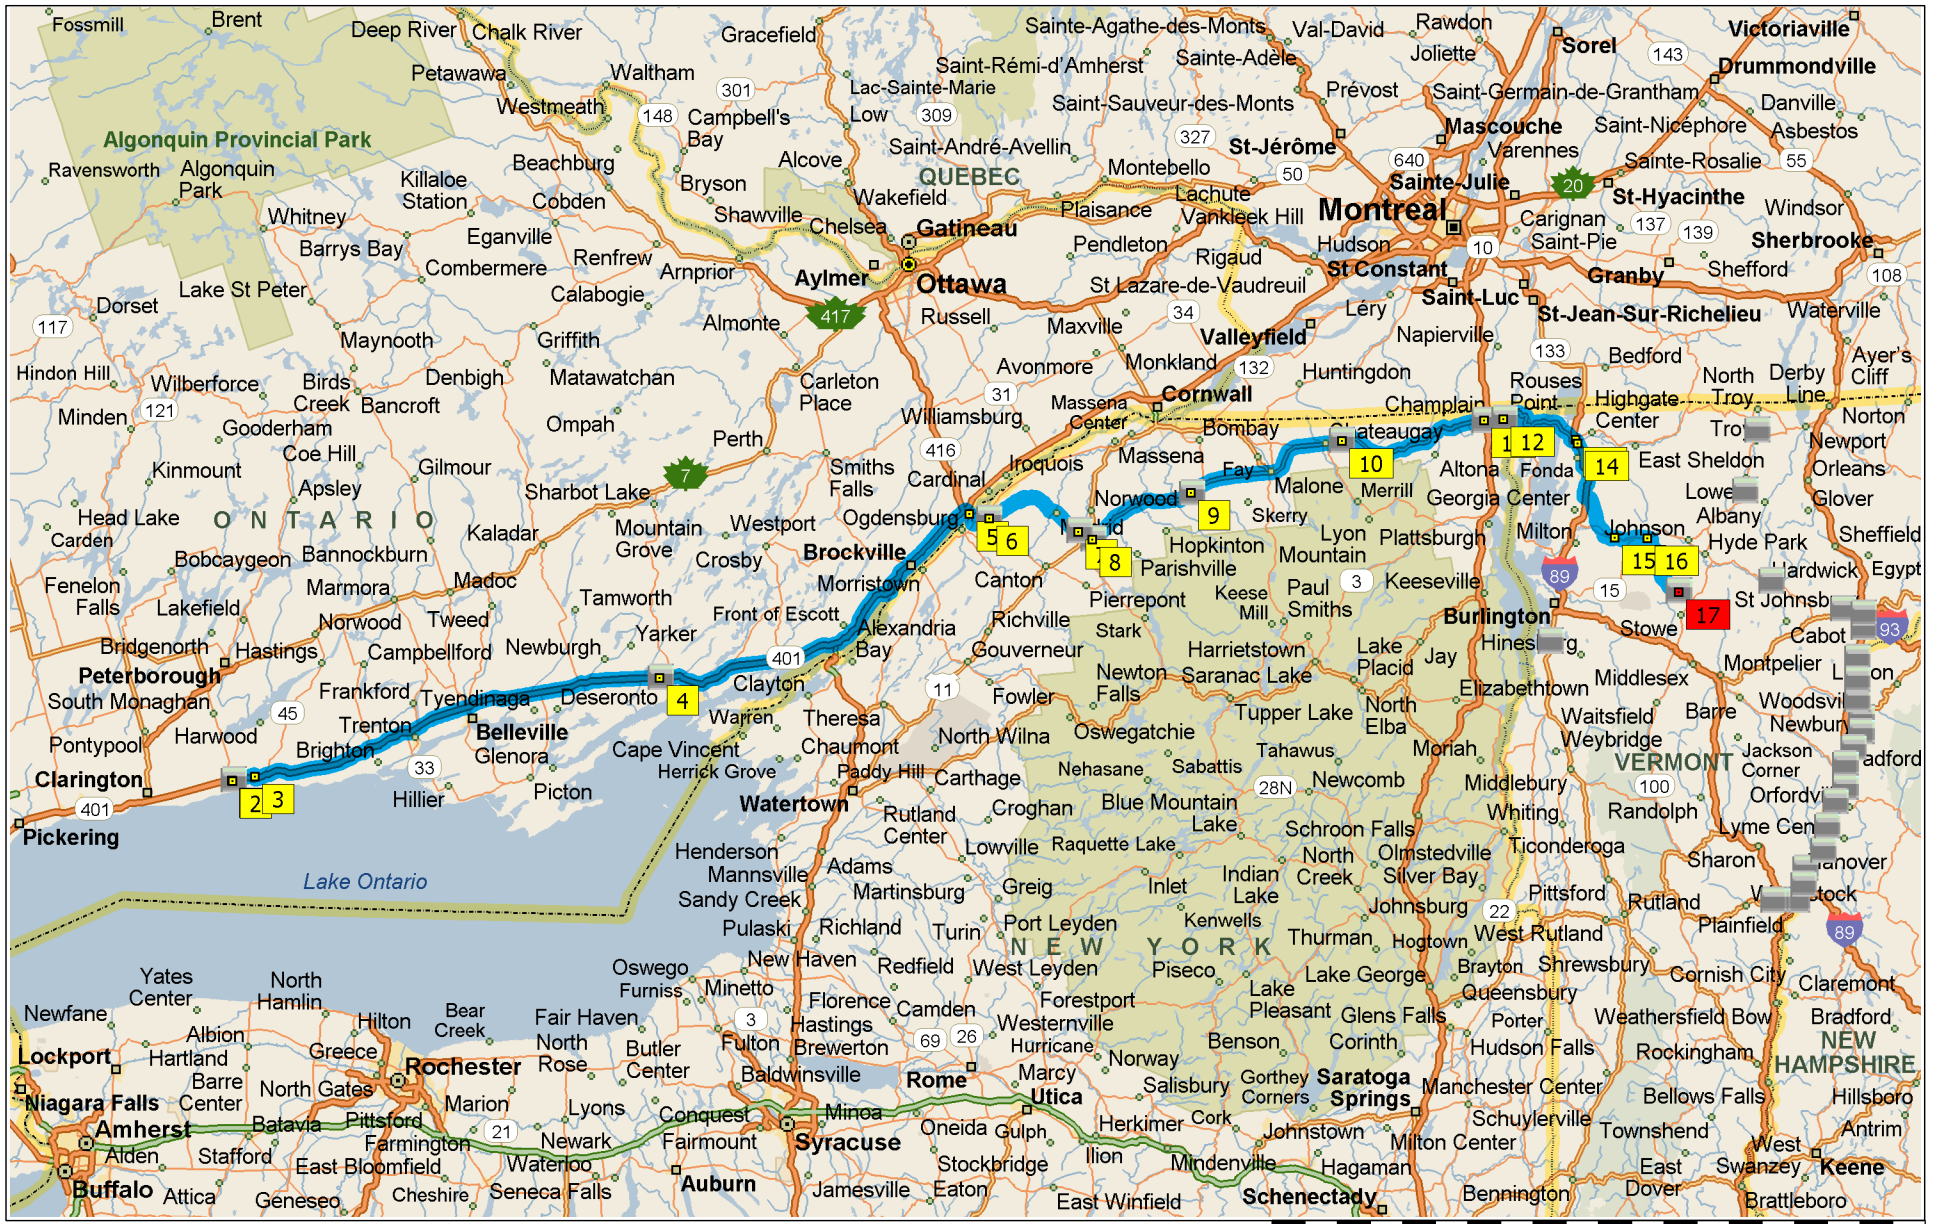 Fossmill
Brent
Deep River
Chalk River
Gracefield
Sainte-Agathe-des-Monts
Val-David
Rawdon
Joliette
Sorel
143
Victoriaville
Drummondville
Petawawa
Waltham
301
Saint-Rémi-d'Amherst
Sainte-Adèle
Lac-Sainte-Marie
Prévost
Saint-Germain-de-Grantham
Danville
Westmeath
148
Campbell's
Bay
Low
309
Saint-Sauveur-des-Monts
327
St-Jérôme
Mascouche
Varennes
Saint-Nicéphore
Asbestos
Algonquin Provincial Park
Ravensworth
Algonquin
Park
Beachburg
Alcove
Saint-André-Avellin
QUEBEC
Montebello
50
640
Sainte-Julie
20
Sainte-Rosalie
55
St-Hyacinthe
Killaloe
Station
Cobden
Bryson
Shawville
Wakefield
Chelsea
Gatineau
Plaisance
Lachute
Vankleek Hill
Montreal
Carignan
Saint-Pie
137
139
Windsor
Sherbrooke
Whitney
Barrys Bay
Eganville
Combermere
Renfrew
Arnprior
Aylmer
Ottawa
Pendleton
Rigaud
Hudson
10
St Constant
Granby
Shefford
108
Lake St Peter
Calabogie
St Lazare-de-Vaudreuil
Saint-Luc
Dorset
117
Almonte
417
Russell
Maxville
34
Léry
St-Jean-Sur-Richelieu
Waterville
Valleyfield
Napierville
Maynooth
Griffith
Avonmore
Monkland
132
133
Bedford
Ayer's
Cliff
Hindon Hill
Wilberforce
Birds
Creek
Denbigh
Matawatchan
Carleton
Place
31
Huntingdon
Rouses
Point
North
Troy
Derby
Line
Minden
121
Bancroft
Williamsburg
Massena
Center
Cornwall
Champlain
Highgate
Center
Norton
Gooderham
Ompah
Perth
Bombay
Chateaugay
1
12
Newport
Coe Hill
416
Kinmount
Apsley
Gilmour
7
Smiths
Falls
Cardinal
Iroquois
Massena
Fay
10
Altona
Fonda
14
East Sheldon
Orleans
Sharbot Lake
Norwood
Malone
Merrill
Georgia Center
Albany
Glover
Head Lake
Carden
ONTARIO
Kaladar
Mountain
Grove
Westport
Ogdensburg
5
6
9
Skerry
Lyon
Mountain
Plattsburgh
Milton
Johnson
Hyde Park
Sheffield
Bobcaygeon
Bannockburn
Crosby
Brockville
8
Hopkinton
Parishville
3
Keeseville
89
15
16
Hardwick
Egypt
Fenelon
Falls
Lakefield
Marmora
Madoc
Tamworth
Morristown
Canton
Pierrepont
Keese
Mill
Paul
Smiths
15
17
Norwood
Tweed
Front of Escott
Richville
Stark
Burlington
Stowe
93
Cabot
Bridgenorth
Hastings
Campbellford
Newburgh
Yarker
Alexandria
Bay
Gouverneur
Harrietstown
Lake
Placid
Jay
Montpelier
Peterborough
South Monaghan
Frankford
Tyendinaga
Deseronto
4
401
Clayton
11
Fowler
Newton
Falls
Saranac Lake
Elizabethtown
Middlesex
45
Trenton
Warren
Theresa
Tupper Lake
North
Elba
Waitsfield
Barre
Pontypool
Harwood
Brighton
Belleville
Glenora
Cape Vincent
Chaumont
North Wilna
Oswegatchie
Tahawus
Moriah
Weybridge
Jackson
Corner
Clarington
33
Herrick Grove
Paddy Hill
Carthage
Nehasane
Sabattis
28N
Newcomb
Middlebury
VERMONT
100
401
2
3
Hillier
Picton
Watertown
Rutland
Center
Croghan
Blue Mountain
Lake
Whiting
Randolph
Pickering
Henderson
Lowville
Raquette Lake
Schroon Falls
Ticonderoga
Lake Ontario
Mannsville
Adams
North
Creek
Olmstedville
Silver Bay
Sharon
Sandy Creek
Martinsburg
Greig
Inlet
Indian
Lake
Pittsford
Rutland
Pulaski
Richland
Turin
Port Leyden
Kenwells
Johnsburg
22
Plainfield
NEW YORK
Thurman
Hogtown
West Rutland
89
Yates
Center
North
Hamlin
Oswego
Furniss
New Haven
Minetto
Redfield
West Leyden
Piseco
Lake George
Brayton
Shrewsbury
Cornish City
Claremont
Newfane
Hilton
Bear
Creek
Fair Haven
3
Florence
Camden
Forestport
Lake
Pleasant
Glens Falls
Queensbury
Weathersfield Bow
Bradford
Albion
Greece
North
Rose
Butler
Center
Fulton
Hastings
Brewerton
69
26
Westernville
Hurricane
Benson
Corinth
Porter
Hudson Falls
Rockingham
NEW
HAMPSHIRE
Lockport
Hartland
Rochester
Baldwinsville
Rome
Marcy
Norway
Salisbury
Gorthey
Corners
Saratoga
Springs
Manchester Center
Bellows Falls
Hillsboro
Niagara Falls
Barre
Center
North Gates
Marion
Lyons
Conquest
Minoa
Utica
Cork
Schuylerville
Amherst
Batavia
Pittsford
21
Newark
Fairmount
Syracuse
Oneida
Gulph
Herkimer
Johnstown
Milton Center
Townshend
Antrim
Alden
Stafford
Farmington
East Bloomfield
Waterloo
Stockbridge
Ilion
Mindenville
Hagaman
East
Dover
West
Swanzey
Keene
Buffalo
Attica
Geneseo
Cheshire
Seneca Falls
Auburn
Jamesville
Eaton
East Winfield
Schenectady
Bennington
Brattleboro